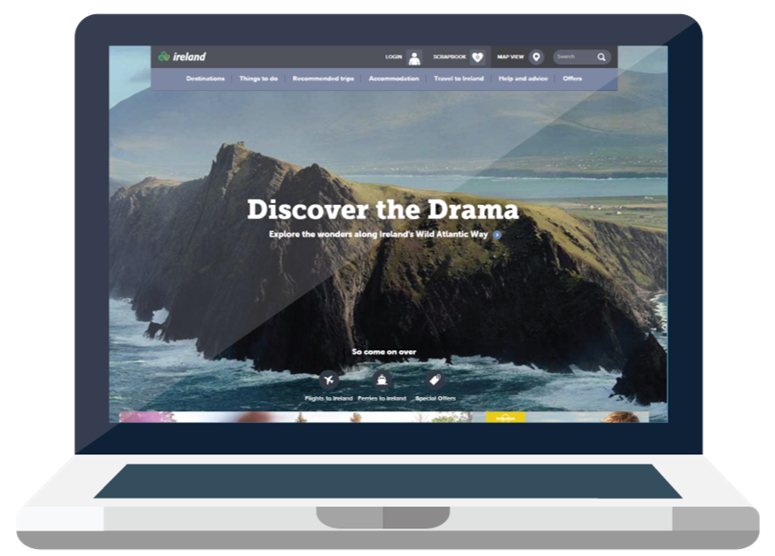 ireland
LOGIN SCRAPBOOK MAP VIEW Search
Destinations Things to do Recommended trips Accommodation Travel to Ireland Help and advice Offers
Discover the Drama
Explore the wonders along Ireland's Wild Atlantic Way
So come on over
Flights to Ireland Ferries to Ireland Special Offers